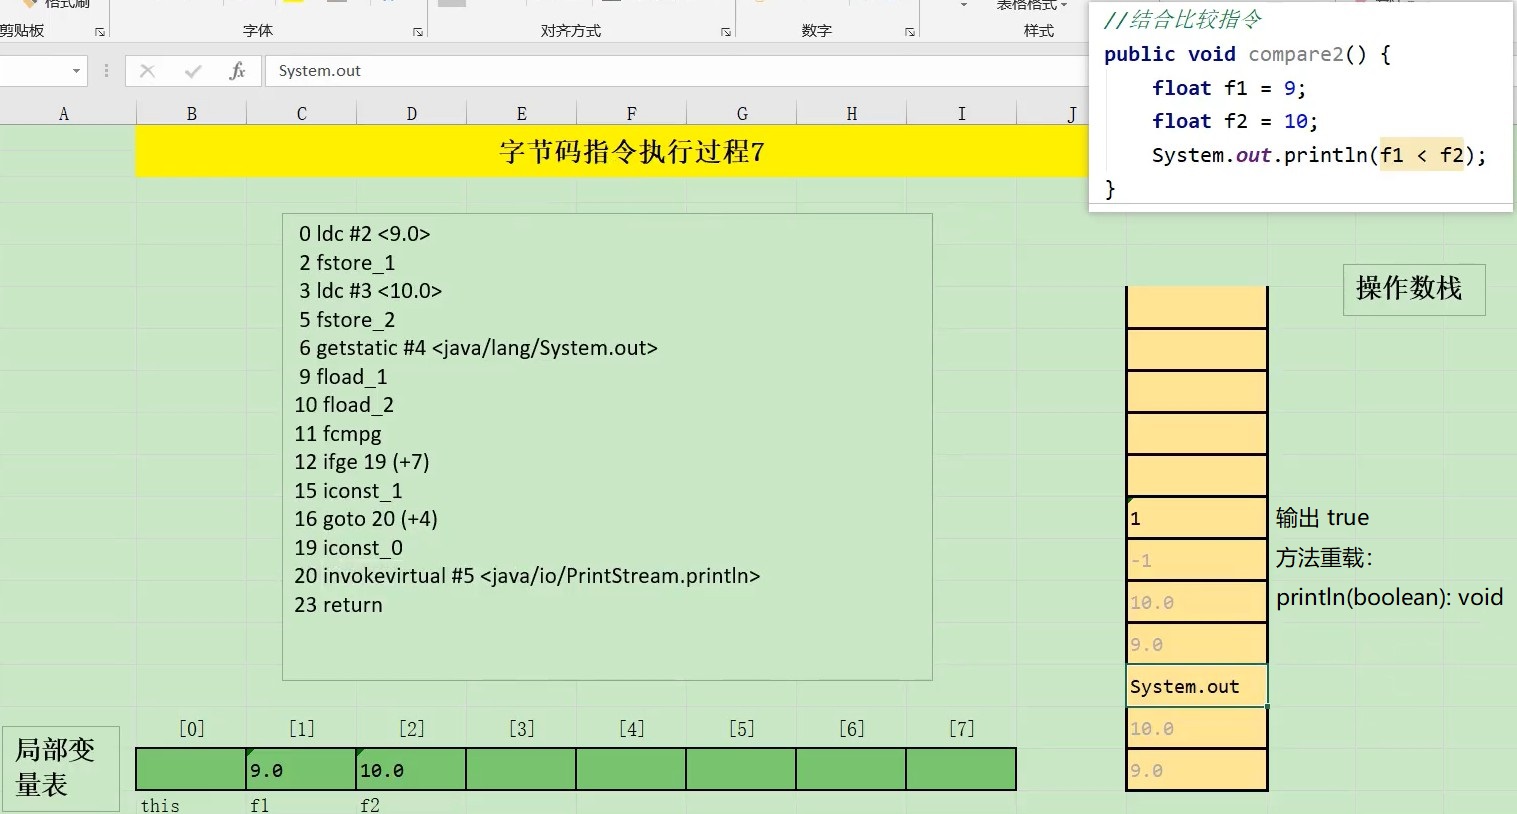 格式刷
表格格式
剪贴板
字体
对齐方式
数字
样式
fx
System.out
A B C D E F G H I J
字节码指令执行过程7
//结合比较指令
public void compare2() {
float f1 = 9;
float f2 = 10;
System.out.println(f1 < f2);
}
0 ldc #2 <9.0>
2 fstore_1
3 ldc #3 <10.0>
5 fstore_2
6 getstatic #4 <java/lang/System.out>
9 fload_1
10 fload_2
11 fcmpg
12 ifge 19 (+7)
15 iconst_1
16 goto 20 (+4)
19 iconst_0
20 invokevirtual #5 <java/io/PrintStream.println>
23 return
操作数栈
1
-1
10.0
9.0
System.out
10.0
9.0
输出 true
方法重载：
println(boolean): void
[0] [1] [2] [3] [4] [5] [6] [7]
局部变
量表
9.0 10.0
this f1 f2